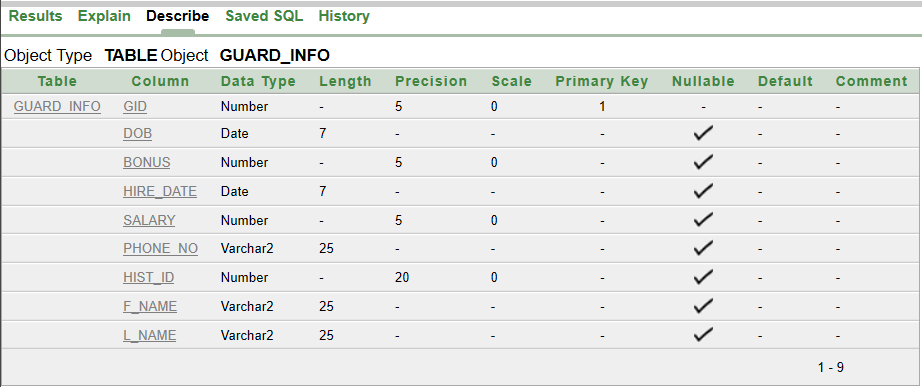 Results Explain Describe Saved SQL History
Object Type TABLE Object GUARD_INFO
Table Column Data Type Length Precision Scale Primary Key Nullable Default Comment
GUARD_INFO GID Number - 5 0 1 - - -
DOB Date 7 - - - ✓ - -
BONUS Number - 5 0 - ✓ - -
HIRE_DATE Date 7 - - - ✓ - -
SALARY Number - 5 0 - ✓ - -
PHONE_NO Varchar2 25 - - - ✓ - -
HIST_ID Number - 20 0 - ✓ - -
F_NAME Varchar2 25 - - - ✓ - -
L_NAME Varchar2 25 - - - ✓ - -
1 - 9